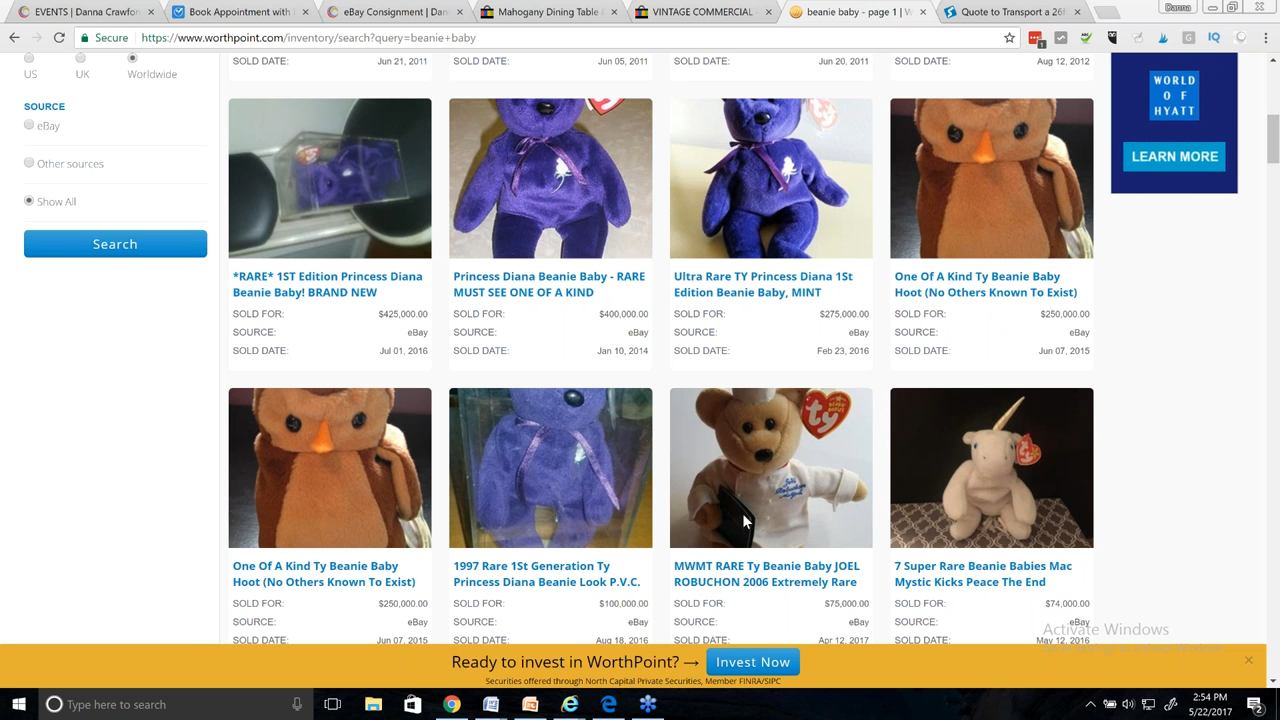 EVENTS | Danna Crawfor
Book Appointment with
eBay Consignment | Dan
Mahogany Dining Table
VINTAGE COMMERCIAL
beanie baby - page 1 | W
Quote to Transport a 26
Danna
Secure
https://www.worthpoint.com/inventory/search?query=beanie+baby
IQ
1
US
UK
Worldwide
SOURCE
eBay
Other sources
Show All
Search
SOLD DATE: Jun 21, 2011
SOLD DATE: Jun 05, 2011
SOLD DATE: Jun 20, 2011
SOLD DATE: Aug 12, 2012
*RARE* 1ST Edition Princess Diana
Beanie Baby! BRAND NEW
SOLD FOR: $425,000.00
SOURCE: eBay
SOLD DATE: Jul 01, 2016
Princess Diana Beanie Baby - RARE
MUST SEE ONE OF A KIND
SOLD FOR: $400,000.00
SOURCE: eBay
SOLD DATE: Jan 10, 2014
Ultra Rare TY Princess Diana 1St
Edition Beanie Baby, MINT
SOLD FOR: $275,000.00
SOURCE: eBay
SOLD DATE: Feb 23, 2016
One Of A Kind Ty Beanie Baby
Hoot (No Others Known To Exist)
SOLD FOR: $250,000.00
SOURCE: eBay
SOLD DATE: Jun 07, 2015
One Of A Kind Ty Beanie Baby
Hoot (No Others Known To Exist)
SOLD FOR: $250,000.00
SOURCE: eBay
SOLD DATE: Jun 07, 2015
1997 Rare 1St Generation Ty
Princess Diana Beanie Look P.V.C.
SOLD FOR: $100,000.00
SOURCE: eBay
SOLD DATE: Aug 18, 2016
ty
MWMT RARE Ty Beanie Baby JOEL
ROBUCHON 2006 Extremely Rare
SOLD FOR: $75,000.00
SOURCE: eBay
SOLD DATE: Apr 12, 2017
7 Super Rare Beanie Babies Mac
Mystic Kicks Peace The End
SOLD FOR: $74,000.00
SOURCE: eBay
SOLD DATE: May 12, 2016
WORLD
OF
HYATT
LEARN MORE
Activate Windows
Ready to invest in WorthPoint? → Invest Now
Securities offered through North Capital Private Securities, Member FINRA/SIPC
Type here to search
2:54 PM
5/22/2017
2